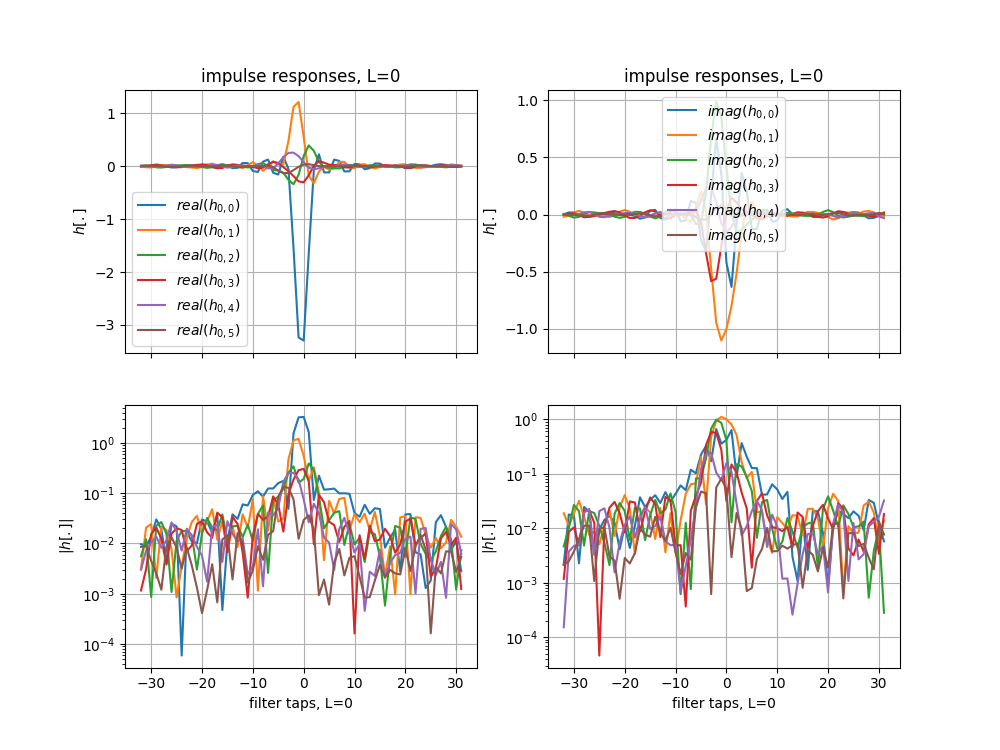 impulse responses, L=0
1
0
−1
−2
−3
h[.]
real(h0,0)
real(h0,1)
real(h0,2)
real(h0,3)
real(h0,4)
real(h0,5)
impulse responses, L=0
1.0
0.5
0.0
−0.5
−1.0
h[.]
imag(h0,0)
imag(h0,1)
imag(h0,2)
imag(h0,3)
imag(h0,4)
imag(h0,5)
10⁰
10⁻¹
10⁻²
10⁻³
10⁻⁴
|h[.]|
−30 −20 −10 0 10 20 30
filter taps, L=0
10⁰
10⁻¹
10⁻²
10⁻³
10⁻⁴
|h[.]|
−30 −20 −10 0 10 20 30
filter taps, L=0